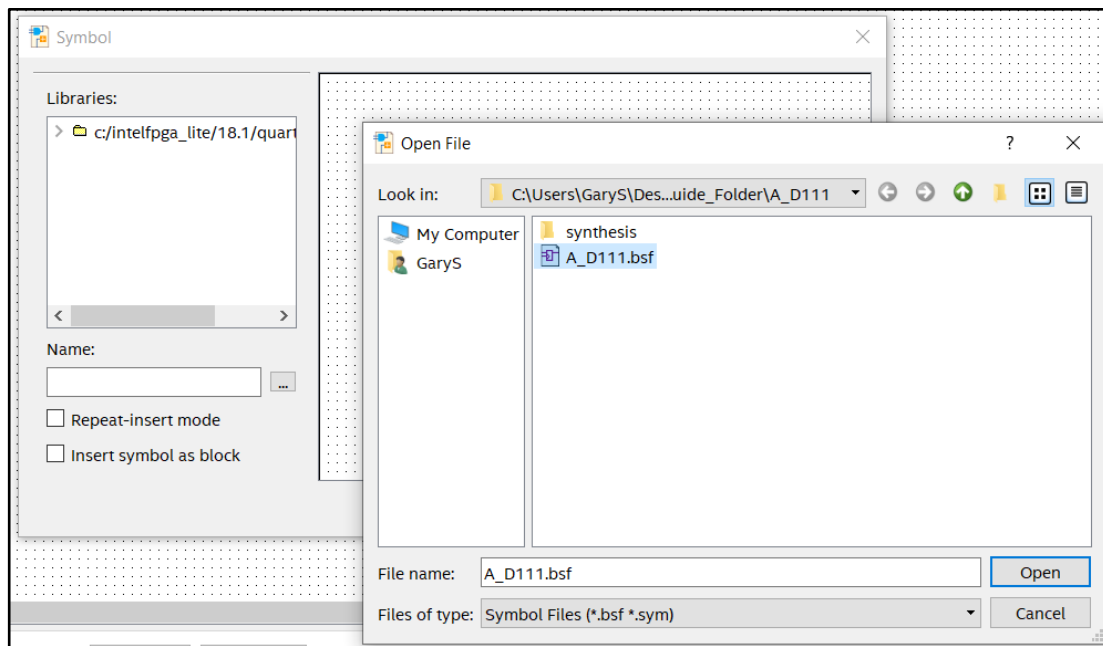 Symbol
Libraries:
c:/intelfpga_lite/18.1/quart
Name:
...
Repeat-insert mode
Insert symbol as block
Open File
?
Look in:
C:\Users\GaryS\Des...uide_Folder\A_D111
My Computer
GaryS
synthesis
A_D111.bsf
File name:
A_D111.bsf
Open
Files of type:
Symbol Files (*.bsf *.sym)
Cancel